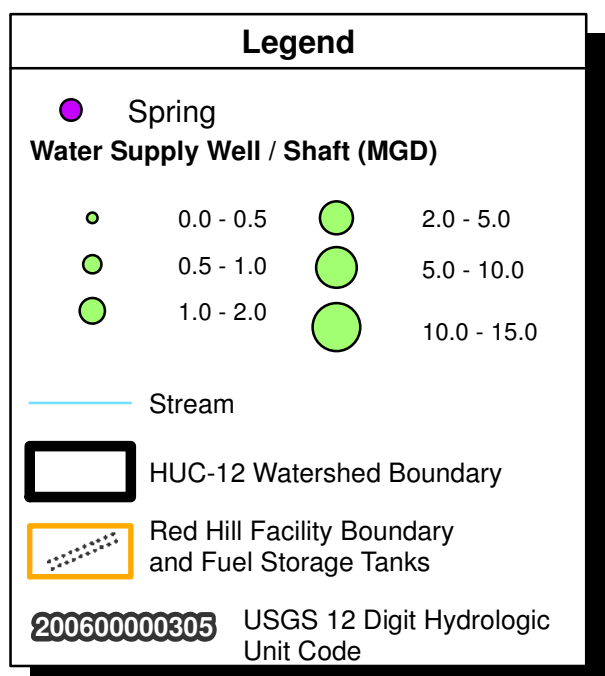 Legend
Spring
Water Supply Well / Shaft (MGD)
0.0 - 0.5
2.0 - 5.0
0.5 - 1.0
5.0 - 10.0
1.0 - 2.0
10.0 - 15.0
Stream
HUC-12 Watershed Boundary
Red Hill Facility Boundary
and Fuel Storage Tanks
200600000305
USGS 12 Digit Hydrologic
Unit Code